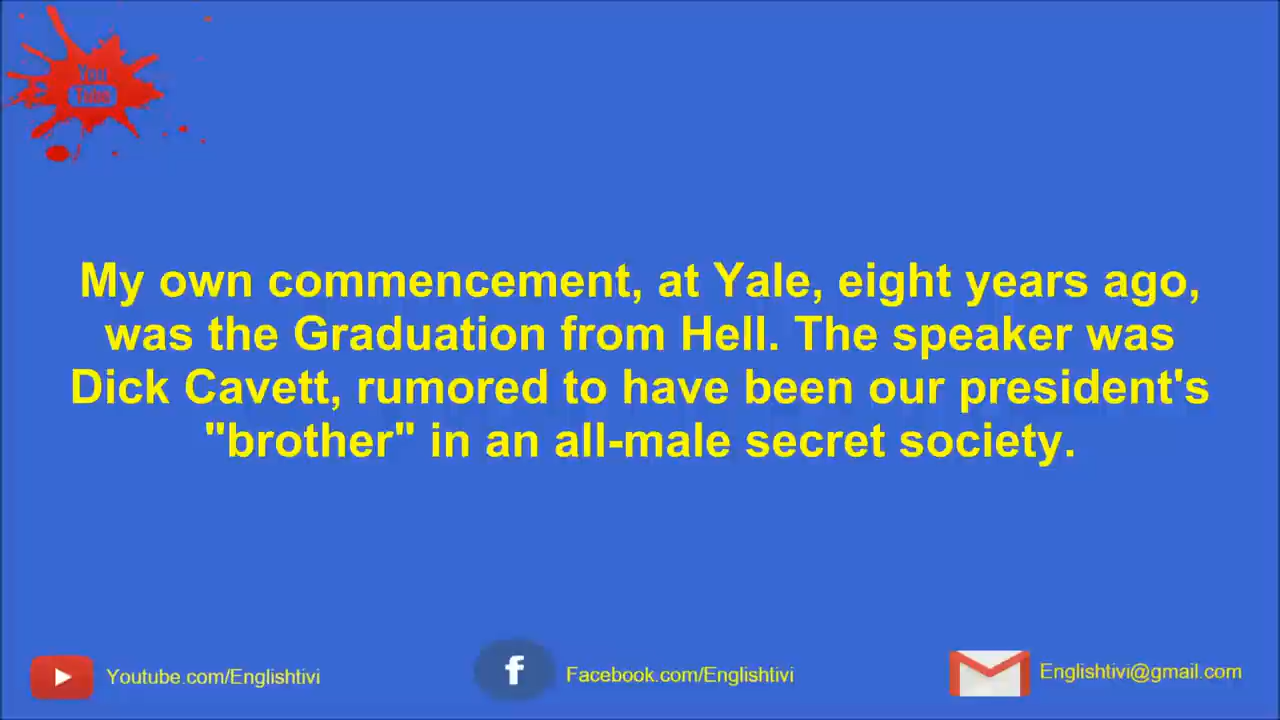 You
Tube
My own commencement, at Yale, eight years ago,
was the Graduation from Hell. The speaker was
Dick Cavett, rumored to have been our president's
"brother" in an all-male secret society.
Youtube.com/Englishtivi
f
Facebook.com/Englishtivi
Englishtivi@gmail.com